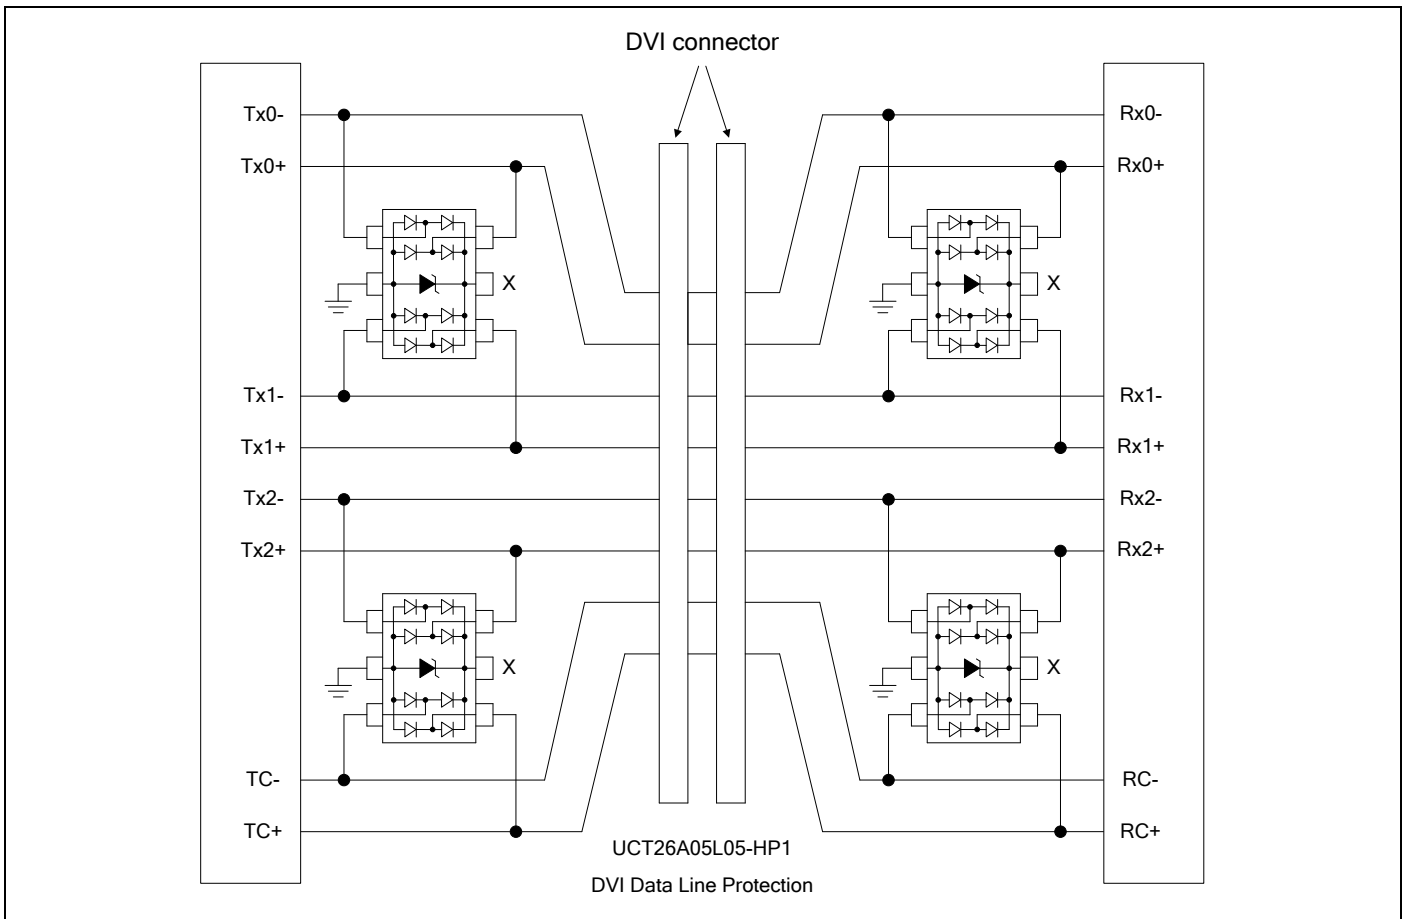 DVI connector
Tx0-
Rx0-
Tx0+
Rx0+
X
X
Tx1-
Rx1-
Tx1+
Rx1+
Tx2-
Rx2-
Tx2+
Rx2+
X
X
TC-
RC-
TC+
RC+
UCT26A05L05-HP1
DVI Data Line Protection